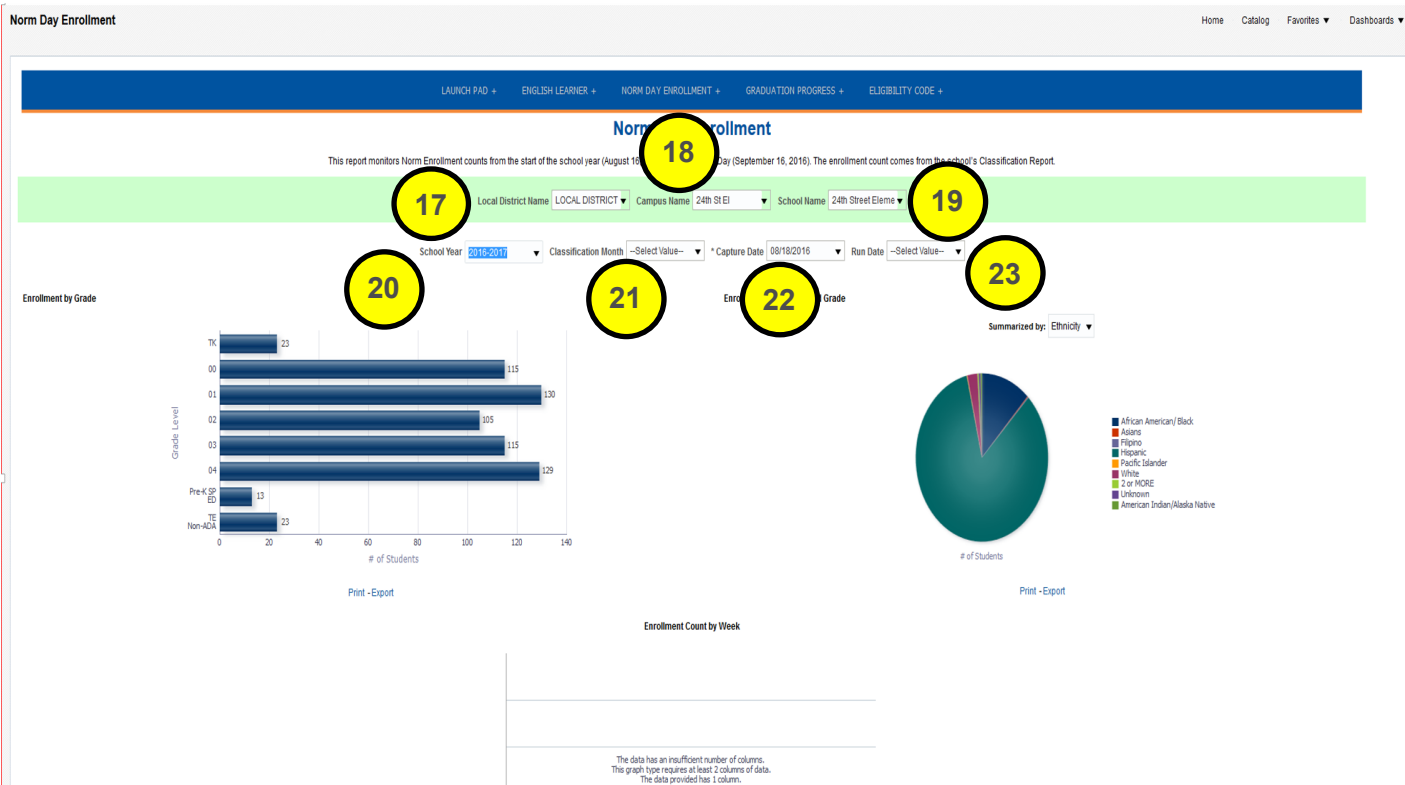 Norm Day Enrollment
Home Catalog Favorites ▼ Dashboards ▼
LAUNCH PAD + ENGLISH LEARNER + NORM DAY ENROLLMENT + GRADUATION PROGRESS + ELIGIBILITY CODE +
18
This report monitors Norm Enrollment counts from the start of the school year (August 16 Day (September 16, 2016). The enrollment count comes from the school's Classification Report.
17 Local District Name LOCAL DISTRICT ▼ Campus Name 24th St El ▼ School Name 24th Street Eleme ▼ 19
School Year 2016-2017 ▼ Classification Month --Select Value-- ▼ * Capture Date 08/18/2016 ▼ Run Date --Select Value-- ▼
20 21 22 23
Enrollment by Grade
Grade
Summarized by: Ethnicity ▼
Grade Level
TK 23
00 115
01 130
02 105
03 115
04 129
Pre-K SP
ED 13
TE
Non-ADA 23
0 20 40 60 80 100 120 140
# of Students
Print - Export
African American/ Black
Asians
Filipino
Hispanic
Pacific Islander
White
2 or MORE
Unknown
American Indian/Alaska Native
# of Students
Print - Export
Enrollment Count by Week
The data has an insufficient number of columns.
This graph type requires at least 2 columns of data.
The data provided has 1 column.